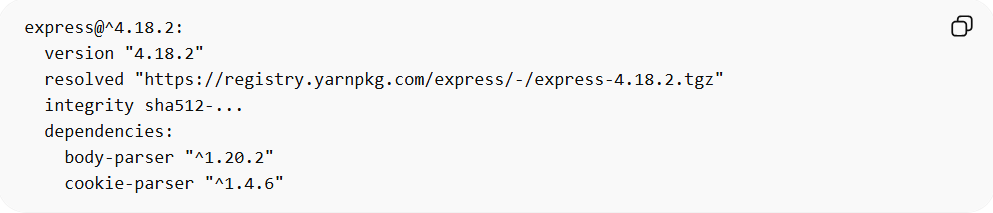 express@^4.18.2:
  version "4.18.2"
  resolved "https://registry.yarnpkg.com/express/-/express-4.18.2.tgz"
  integrity sha512-...
  dependencies:
    body-parser "^1.20.2"
    cookie-parser "^1.4.6"